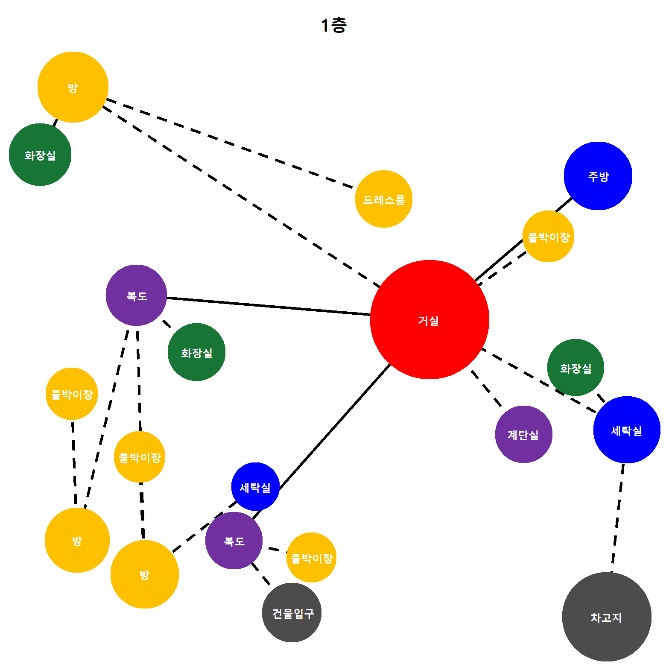 1층
방
화장실
주방
드레스룸
붙박이장
복도
거실
화장실
화장실
붙박이장
계단실
세탁실
붙박이장
세탁실
방
복도
붙박이장
방
건물입구
차고지